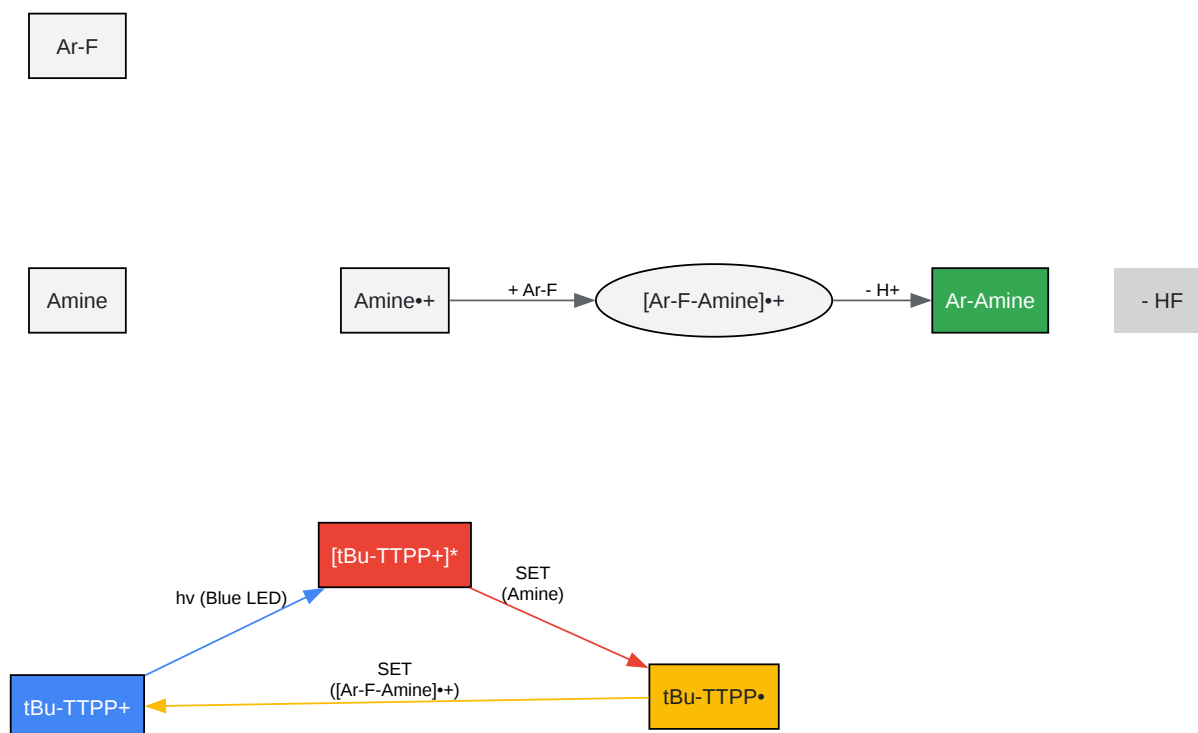 Ar-F
Amine
Amine•+
+ Ar-F
[Ar-F-Amine]•+
- H+
Ar-Amine
- HF
[tBu-TTPP+]*
hv (Blue LED)
SET
(Amine)
SET
([Ar-F-Amine]•+)
tBu-TTPP•
tBu-TTPP+